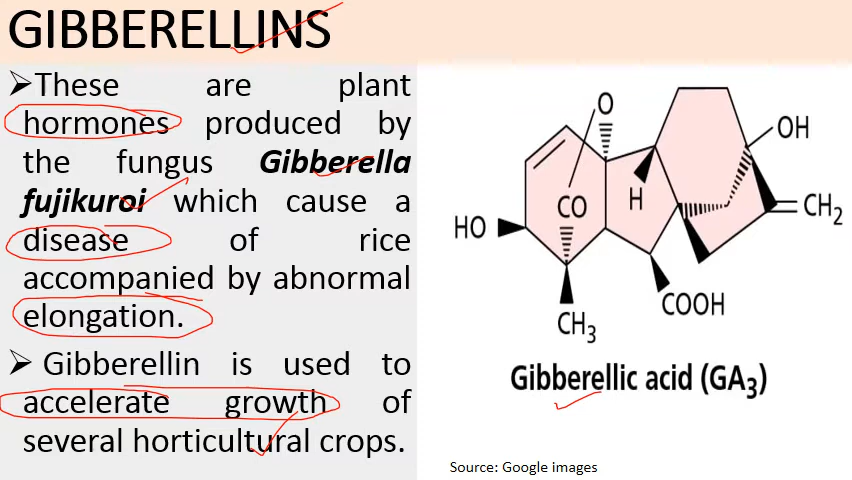 GIBBERELLINS
➤These are plant
hormones produced by
the fungus Gibberella
fujikuroi which cause a
disease of rice
accompanied by abnormal
elongation.
➤ Gibberellin is used to
accelerate growth of
several horticultural crops.
O
OH
H
CO
HO
CH2
COOH
CH3
Gibberellic acid (GA3)
Source: Google images